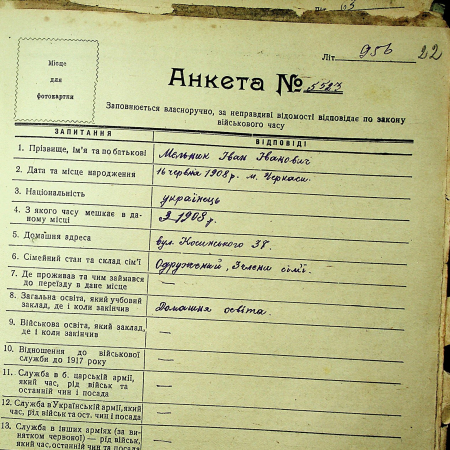 63
Літ. 956 22
Місце
для
фотокартки
Анкета № 5323
Заповнюється власноручно, за неправдиві відомості відповідає по закону
військового часу
ЗАПИТАННЯ ВІДПОВІДІ
1. Прізвище, ім'я та по батькові Мельник Іван Іванович
2. Дата та місце народження 16 червня 1908 р. м. Черкаси.
3. Національність українець
4. З якого часу мешкає в да-
ному місці З 1908 р.
5. Домашня адреса вул. Косинського 38.
6. Сімейний стан та склад сім'ї Одружений, 3 члени сім'ї.
7. Де проживав та чим займався
до переїзду в дане місце —
8. Загальна освіта, який учбовий
заклад, де і коли закінчив Домашня освіта.
9. Військова освіта, який заклад,
де і коли закінчив —
10. Відношення до військової
служби до 1917 року —
11. Служба в б. царській армії,
який час, рід військ та
останній чин і посада —
12. Служба в Українській армії, який
час, рід військ та ост. чин і посада —
13. Служба в інших арміях (за ви-
нятком червоної) — рід військ,
який час, останній чин та посада —